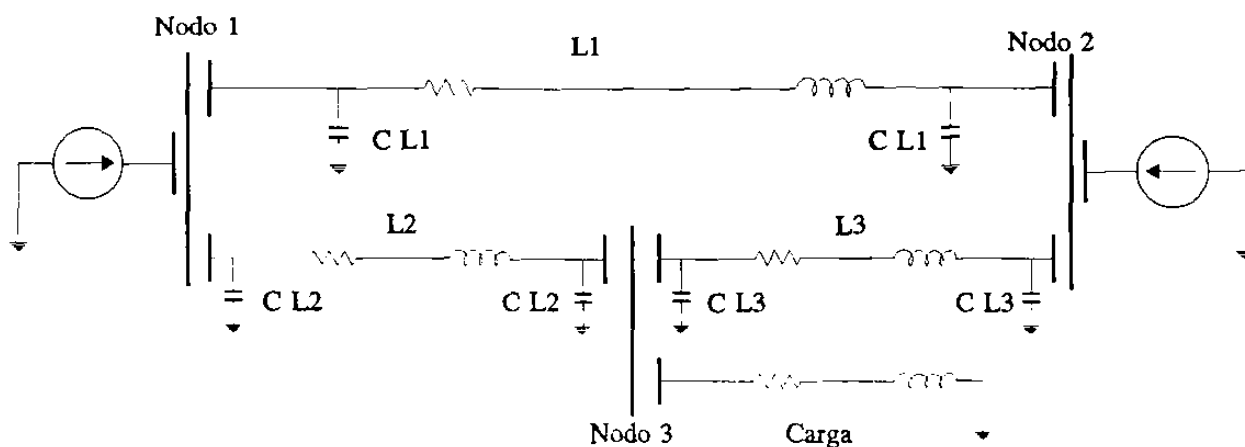 Nodo 1
L1
Nodo 2
C L1
C L1
L2
L3
C L2
C L2
C L3
C L3
Nodo 3
Carga